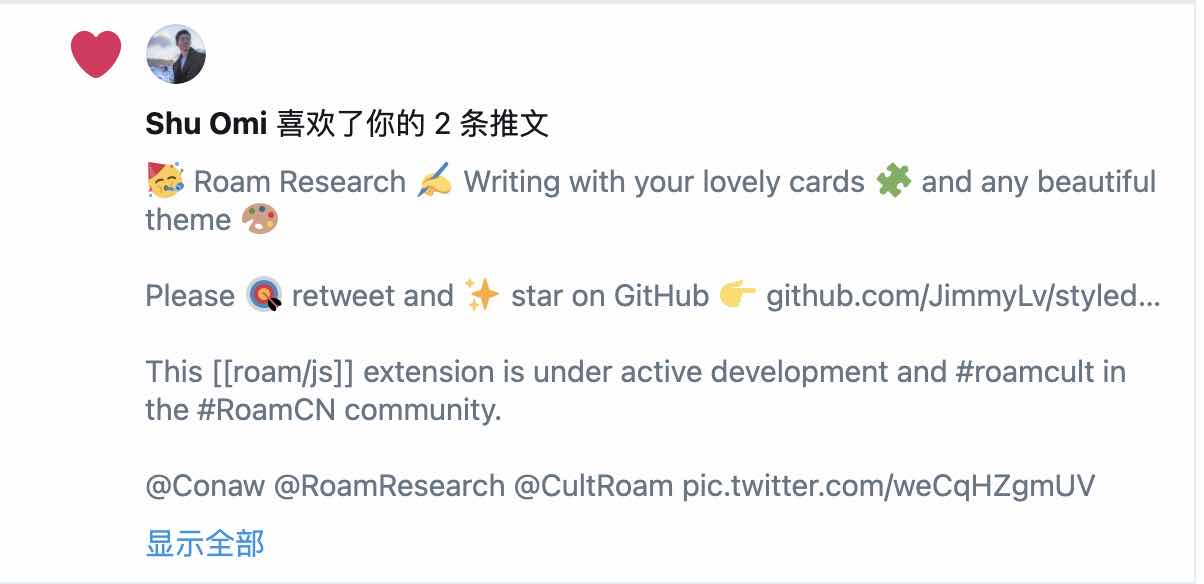 Shu Omi 喜欢了你的 2 条推文
🥳 Roam Research ✍️ Writing with your lovely cards 🧩 and any beautiful
theme 🎨
Please 🎯 retweet and ✨ star on GitHub 👉 github.com/JimmyLv/styled…
This [[roam/js]] extension is under active development and #roamcult in
the #RoamCN community.
@Conaw @RoamResearch @CultRoam pic.twitter.com/weCqHZgmUV
显示全部